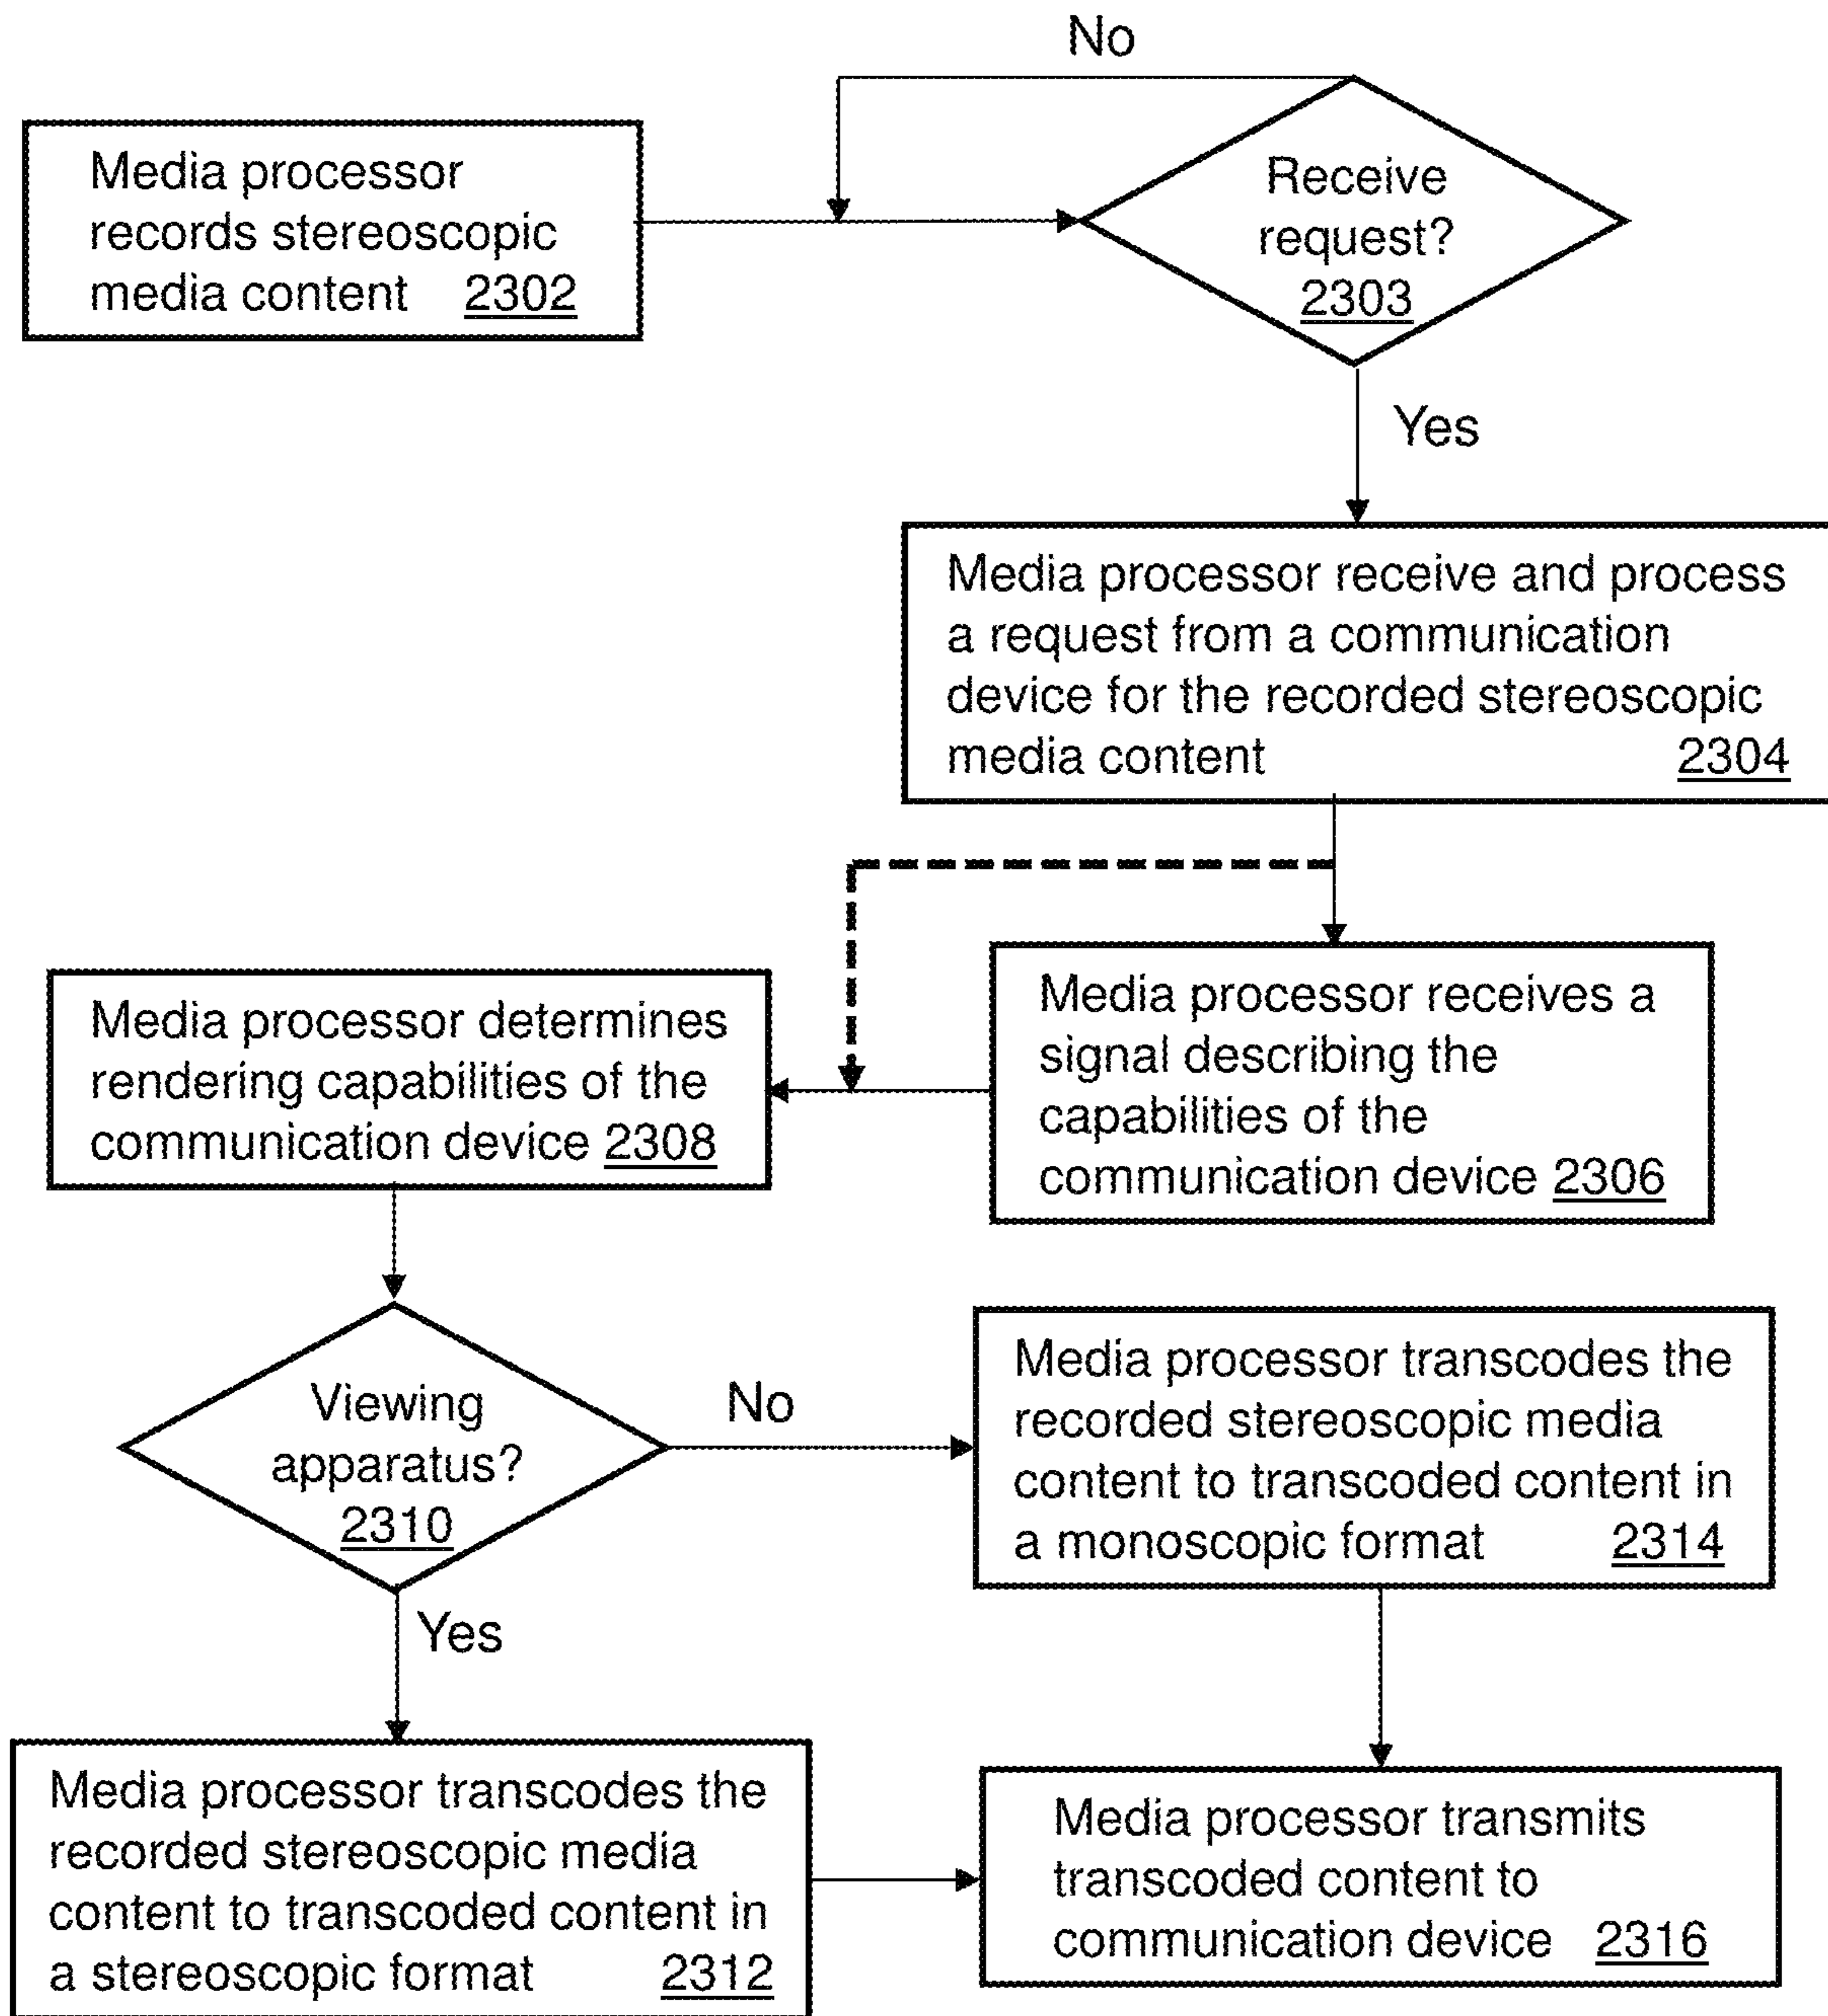 No
Media processor
records stereoscopic
media content 2302
Receive
request?
2303
Yes
Media processor receive and process
a request from a communication
device for the recorded stereoscopic
media content 2304
Media processor receives a
signal describing the
capabilities of the
communication device 2306
Media processor determines
rendering capabilities of the
communication device 2308
Viewing
apparatus?
2310
No
Media processor transcodes the
recorded stereoscopic media
content to transcoded content in
a monoscopic format 2314
Yes
Media processor transcodes the
recorded stereoscopic media
content to transcoded content in
a stereoscopic format 2312
Media processor transmits
transcoded content to
communication device 2316